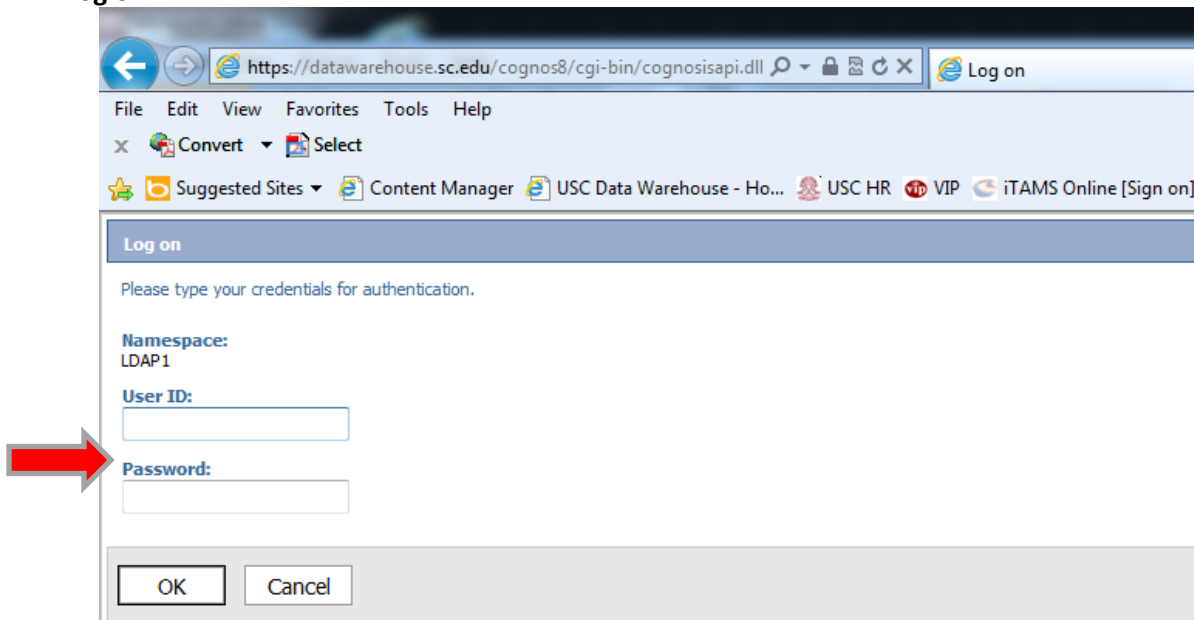 https://datawarehouse.sc.edu/cognos8/cgi-bin/cognosisapi.dll Log on
File Edit View Favorites Tools Help
x Convert Select
Suggested Sites Content Manager USC Data Warehouse - Ho... USC HR VIP iTAMS Online [Sign on]
Log on
Please type your credentials for authentication.
Namespace:
LDAP1
User ID:
Password:
OK Cancel